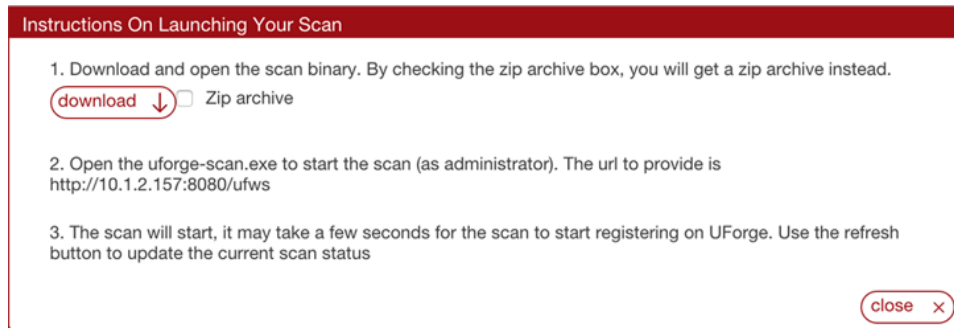 Instructions On Launching Your Scan
1. Download and open the scan binary. By checking the zip archive box, you will get a zip archive instead.
download ↓ Zip archive
2. Open the uforge-scan.exe to start the scan (as administrator). The url to provide is
http://10.1.2.157:8080/ufws
3. The scan will start, it may take a few seconds for the scan to start registering on UForge. Use the refresh
button to update the current scan status
close ×